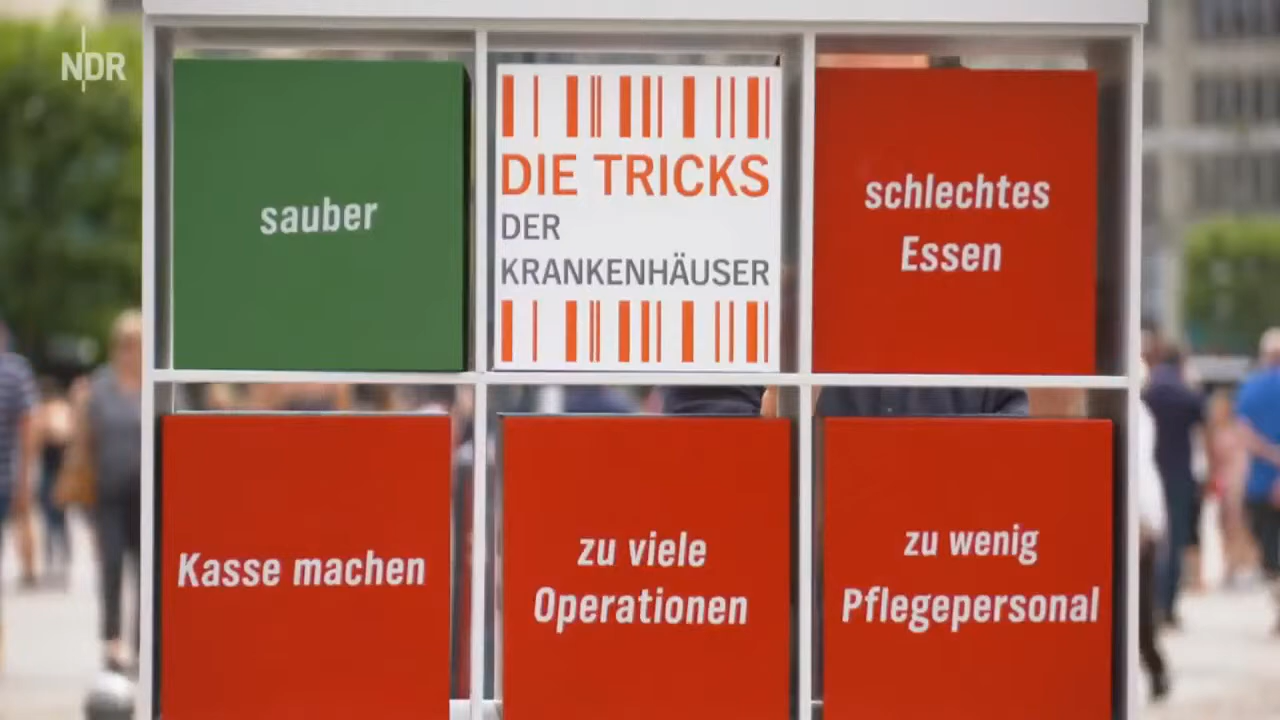 NDR
sauber
DIE TRICKS
DER
KRANKENHÄUSER
schlechtes
Essen
Kasse machen
zu viele
Operationen
zu wenig
Pflegepersonal